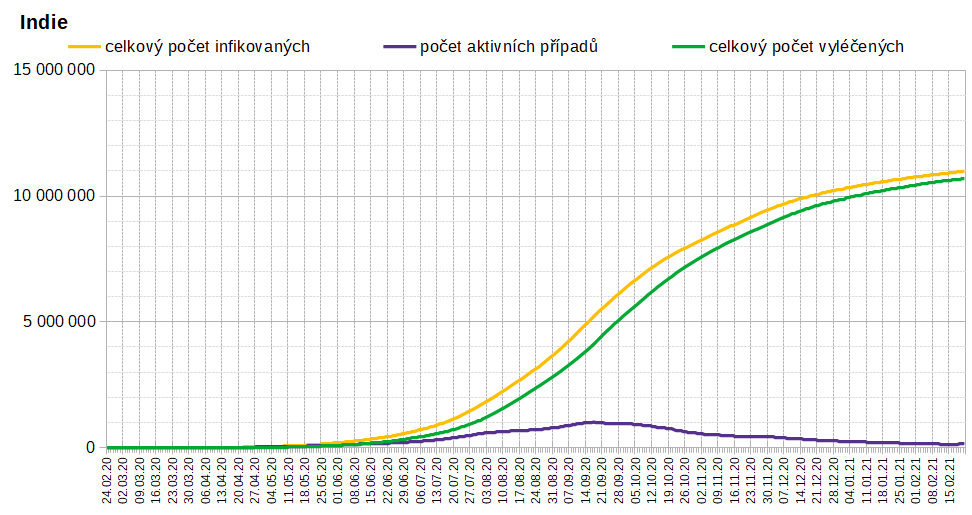 Indie
celkový počet infikovaných počet aktivních případů celkový počet vyléčených
15 000 000
10 000 000
5 000 000
0
24.02.20 02.03.20 09.03.20 16.03.20 23.03.20 30.03.20 06.04.20 13.04.20 20.04.20 27.04.20 04.05.20 11.05.20 18.05.20 25.05.20 01.06.20 08.06.20 15.06.20 22.06.20 29.06.20 06.07.20 13.07.20 20.07.20 27.07.20 03.08.20 10.08.20 17.08.20 24.08.20 31.08.20 07.09.20 14.09.20 21.09.20 28.09.20 05.10.20 12.10.20 19.10.20 26.10.20 02.11.20 09.11.20 16.11.20 23.11.20 30.11.20 07.12.20 14.12.20 21.12.20 28.12.20 04.01.21 11.01.21 18.01.21 25.01.21 01.02.21 08.02.21 15.02.21